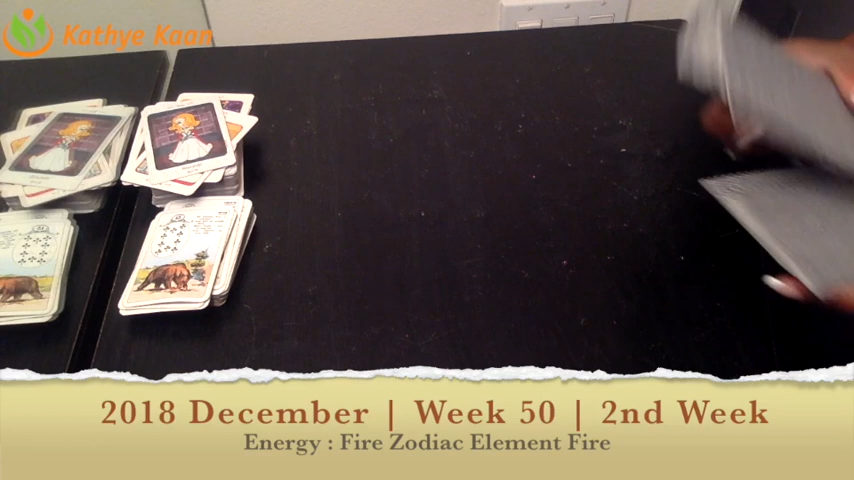 Kathye Kaan
2018 December | Week 50 | 2nd Week
Energy : Fire Zodiac Element Fire